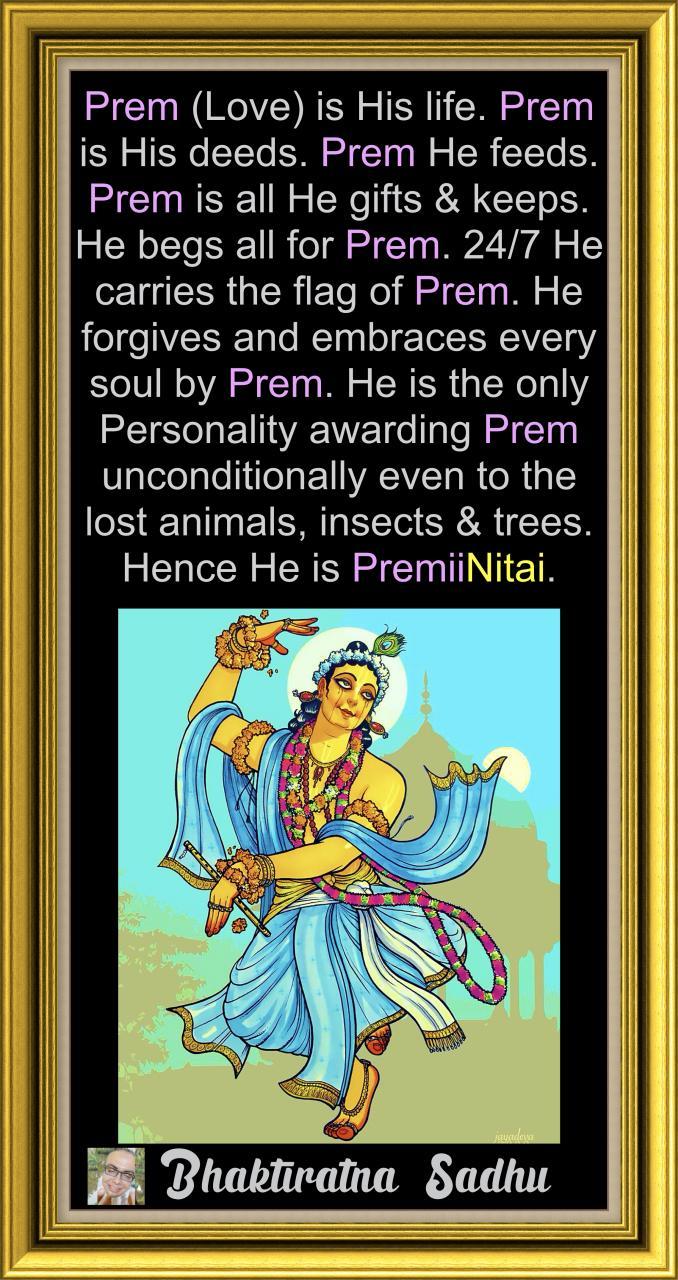 Prem (Love) is His life. Prem
is His deeds. Prem He feeds.
Prem is all He gifts & keeps.
He begs all for Prem. 24/7 He
carries the flag of Prem. He
forgives and embraces every
soul by Prem. He is the only
Personality awarding Prem
unconditionally even to the
lost animals, insects & trees.
Hence He is PremiiNitai.
jayadeva
Bhaktiratna Sadhu